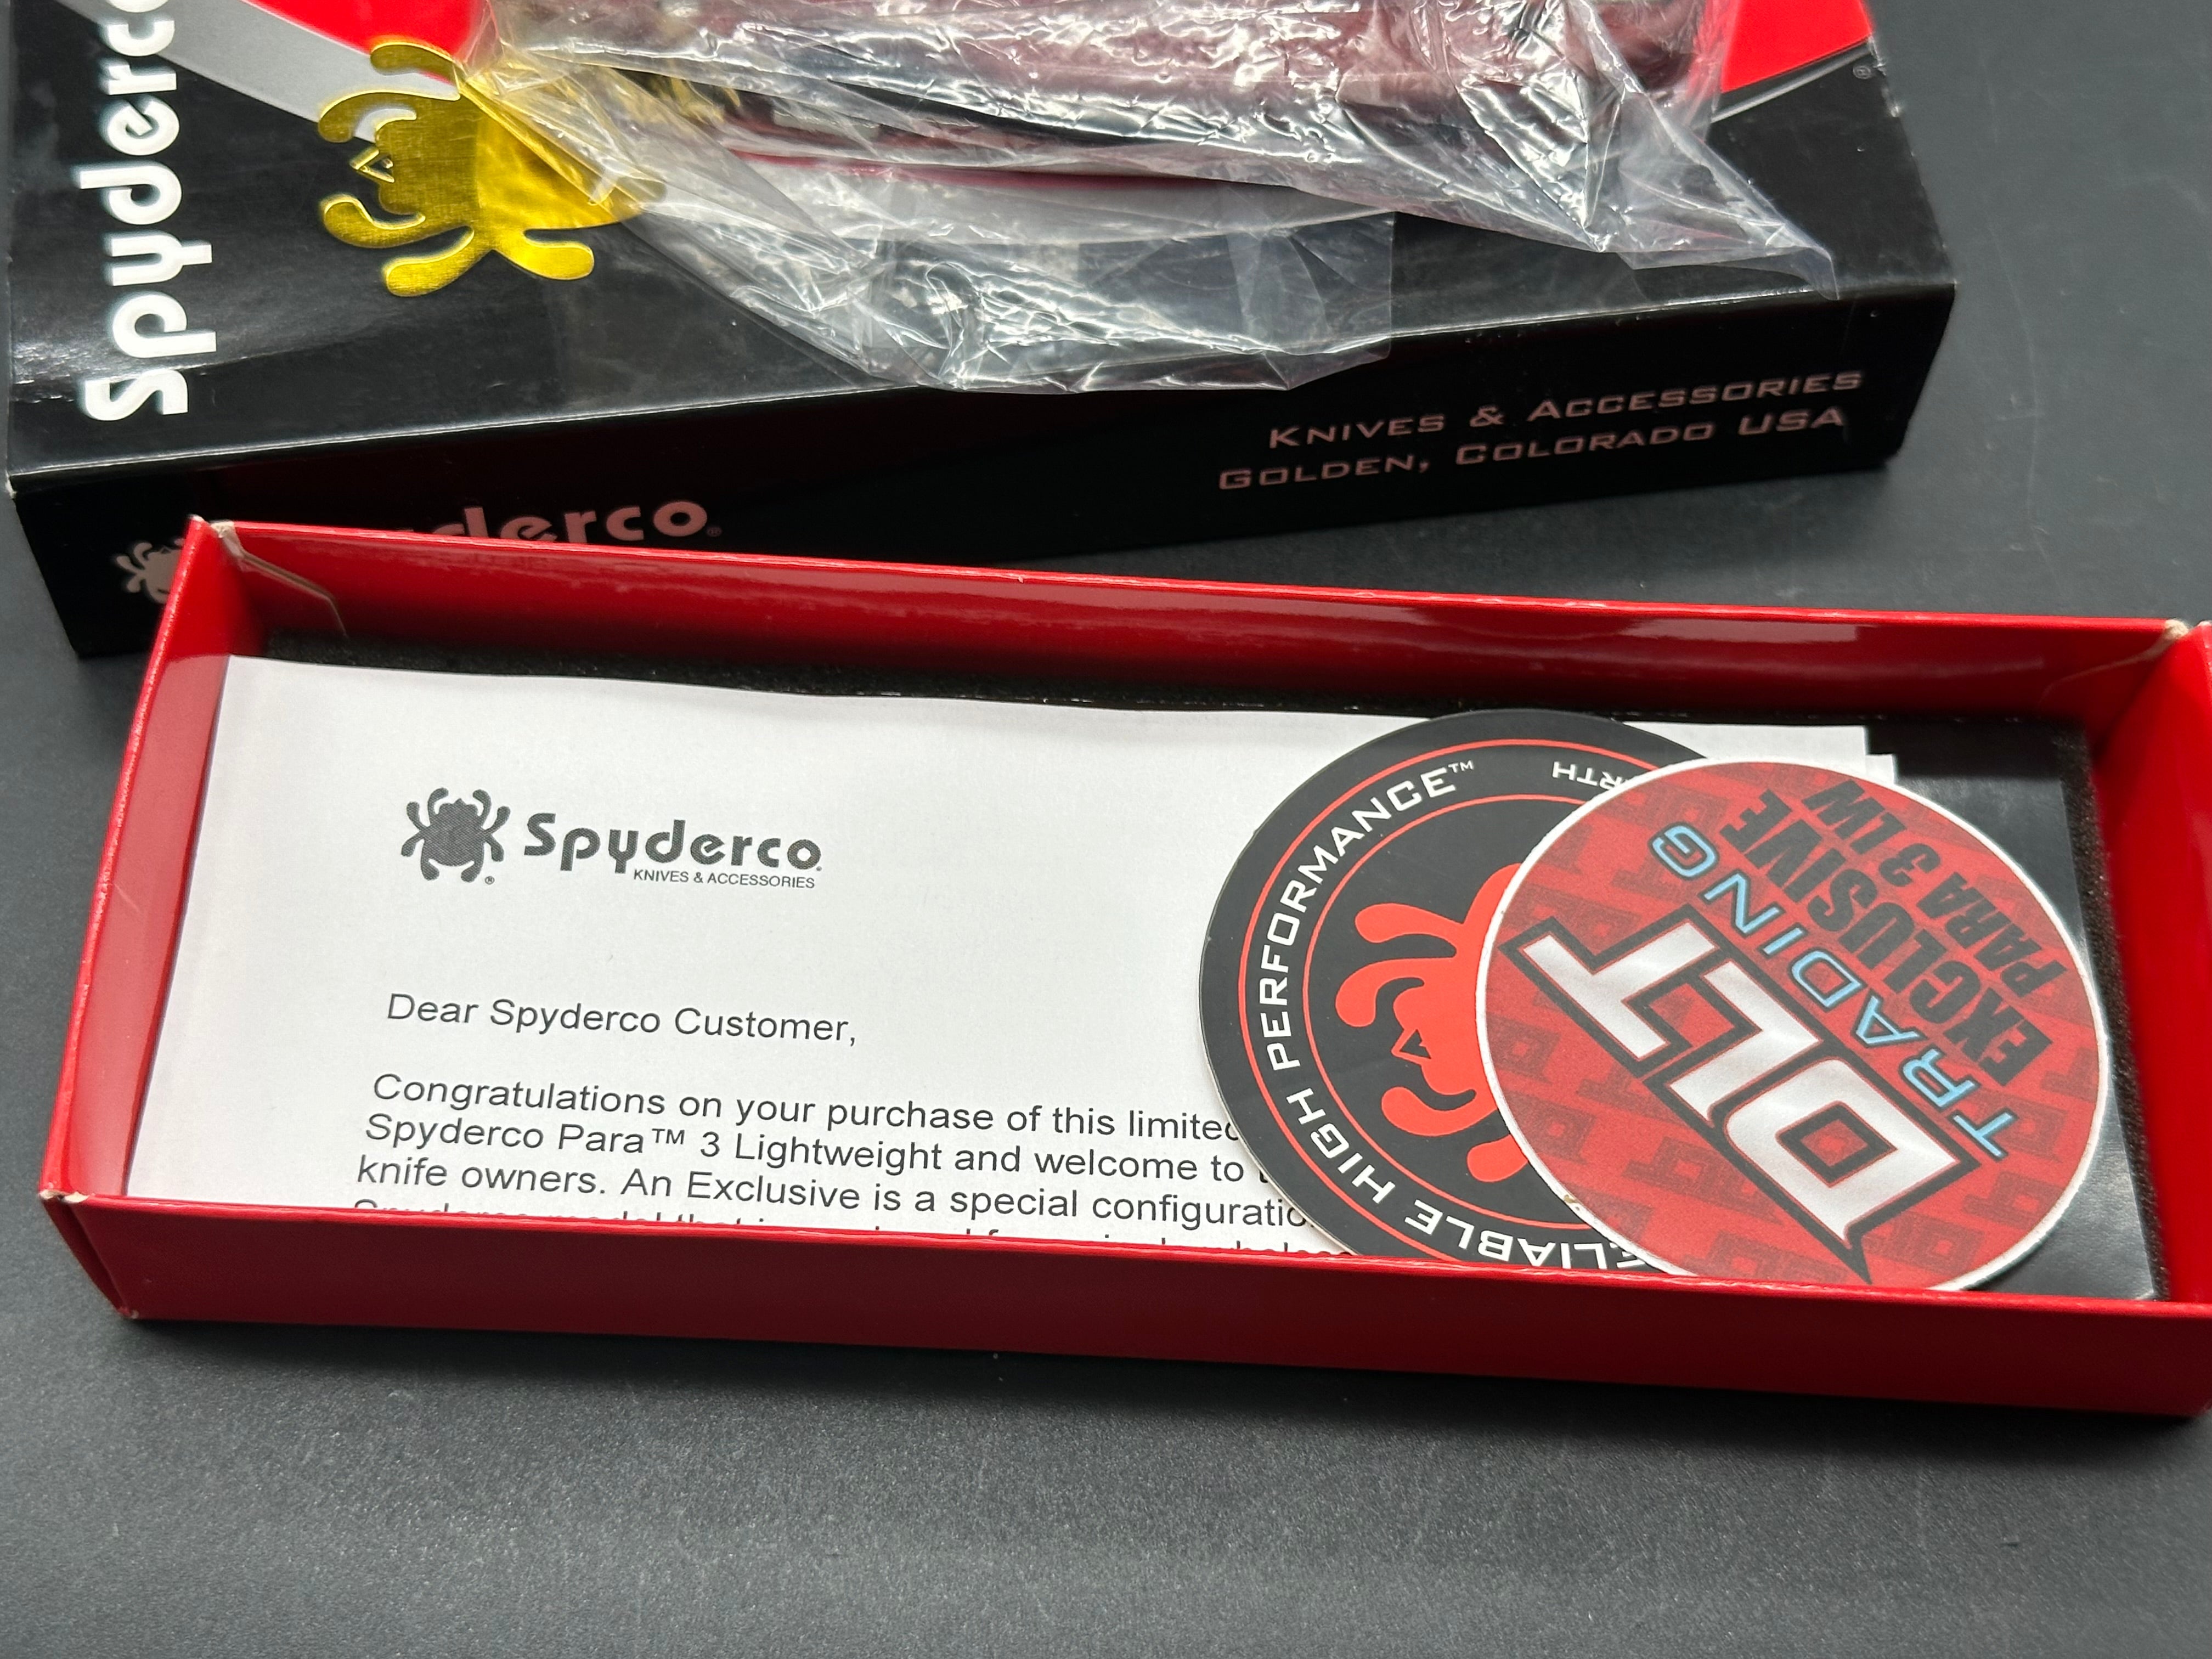 Spyderco
KNIVES & ACCESSORIES
GOLDEN, COLORADO USA
Spyderco
KNIVES & ACCESSORIES
Dear Spyderco Customer,
Congratulations on your purchase of this limited
Spyderco Para™ 3 Lightweight and welcome to
knife owners. An Exclusive is a special configuratio
RELIABLE HIGH PERFORMANCE™
DLT
TRADING
EXCLUSIVE
PARA 3 LW